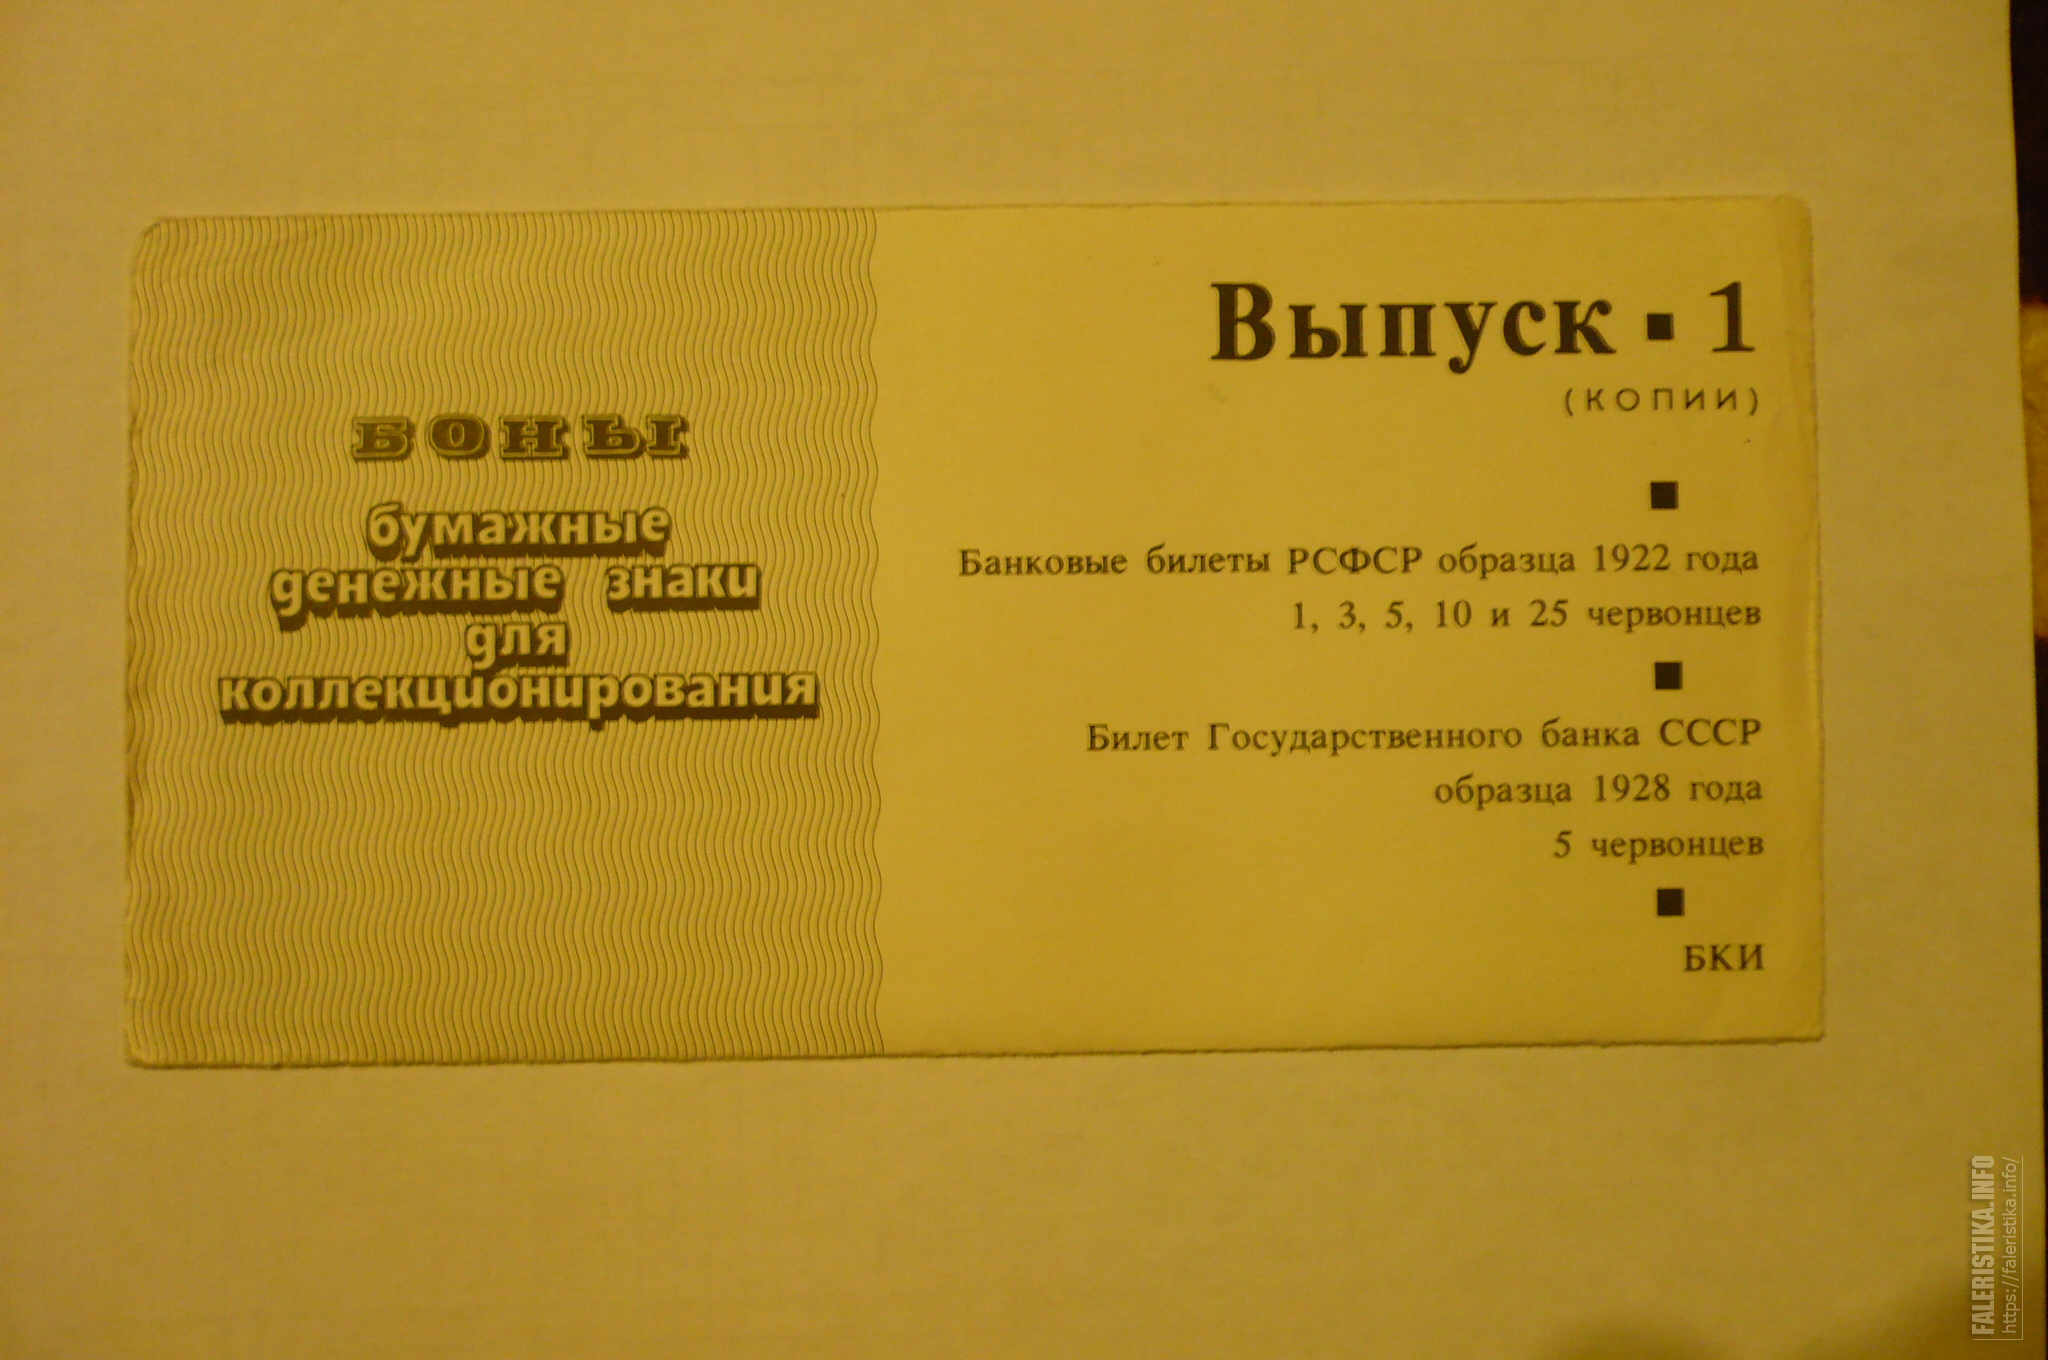 БОНЫ
бумажные
денежные знаки
для
коллекционирования
Выпуск ▪ 1
(КОПИИ)
■
Банковые билеты РСФСР образца 1922 года
1, 3, 5, 10 и 25 червонцев
■
Билет Государственного банка СССР
образца 1928 года
5 червонцев
■
БКИ
FALERISTIKA.INFO
https://faleristika.info/